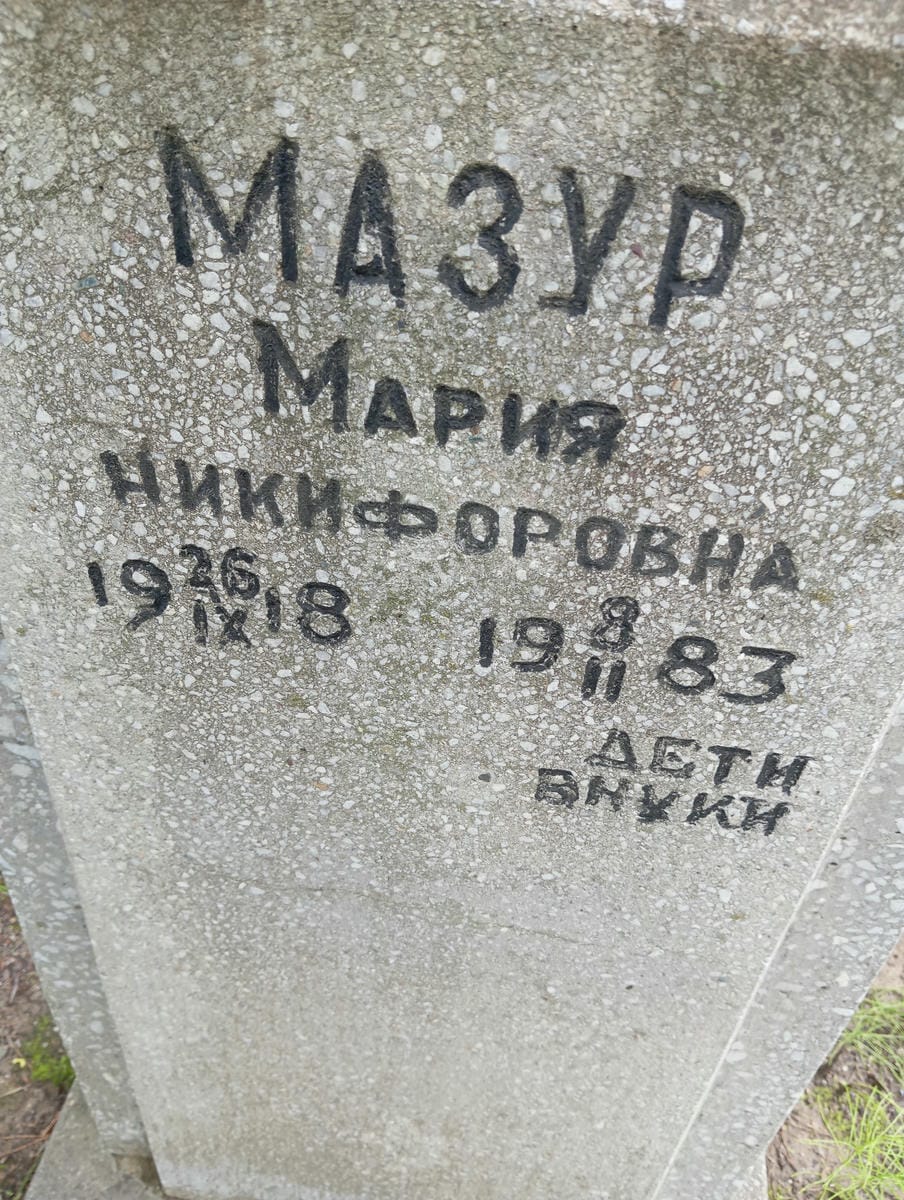 МАЗУР
МАРИЯ
НИКИФОРОВНА
19 26/IX 18 19 8/II 83
ДЕТИ
ВНУКИ